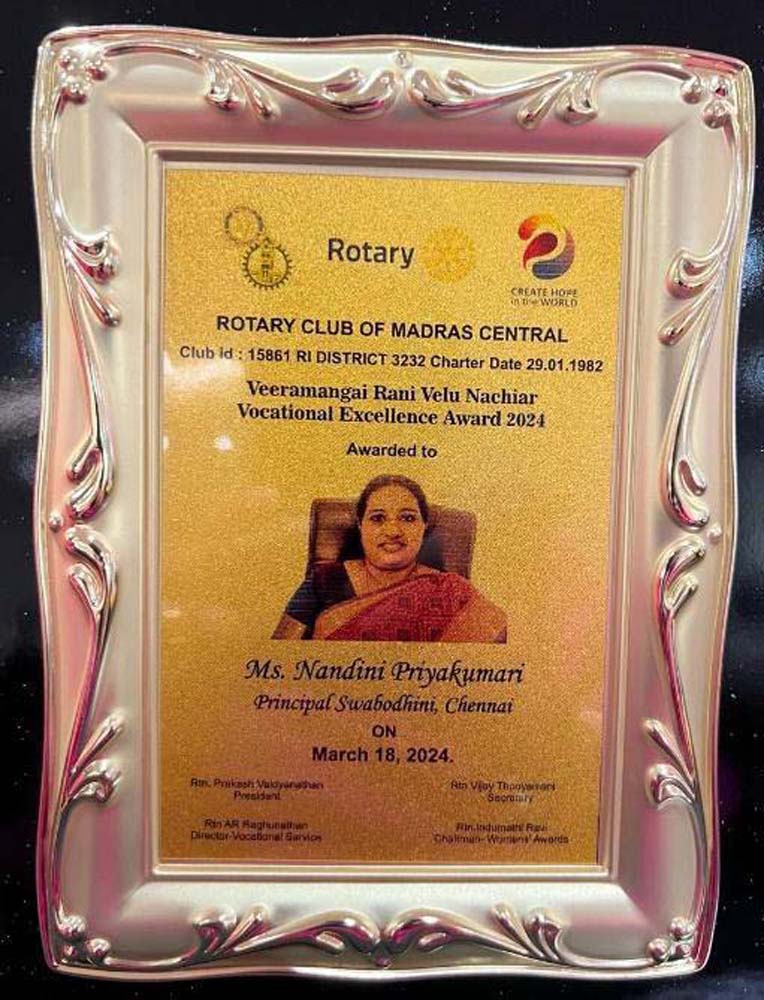 Rotary
CREATE HOPE
in the WORLD
ROTARY CLUB OF MADRAS CENTRAL
Club id : 15861 RI DISTRICT 3232 Charter Date 29.01.1982
Veeramangai Rani Velu Nachiar
Vocational Excellence Award 2024
Awarded to
Ms. Nandini Priyakumari
Principal Swabodhini, Chennai
ON
March 18, 2024.
Rtn. Prakash Vaidyanathan
President
Rtn Vijay Thooyamani
Secretary
Rtn AR Raghunathan
Director-Vocational Service
Rtn.Indumathi Ravi
Chairman- Womens' Awards